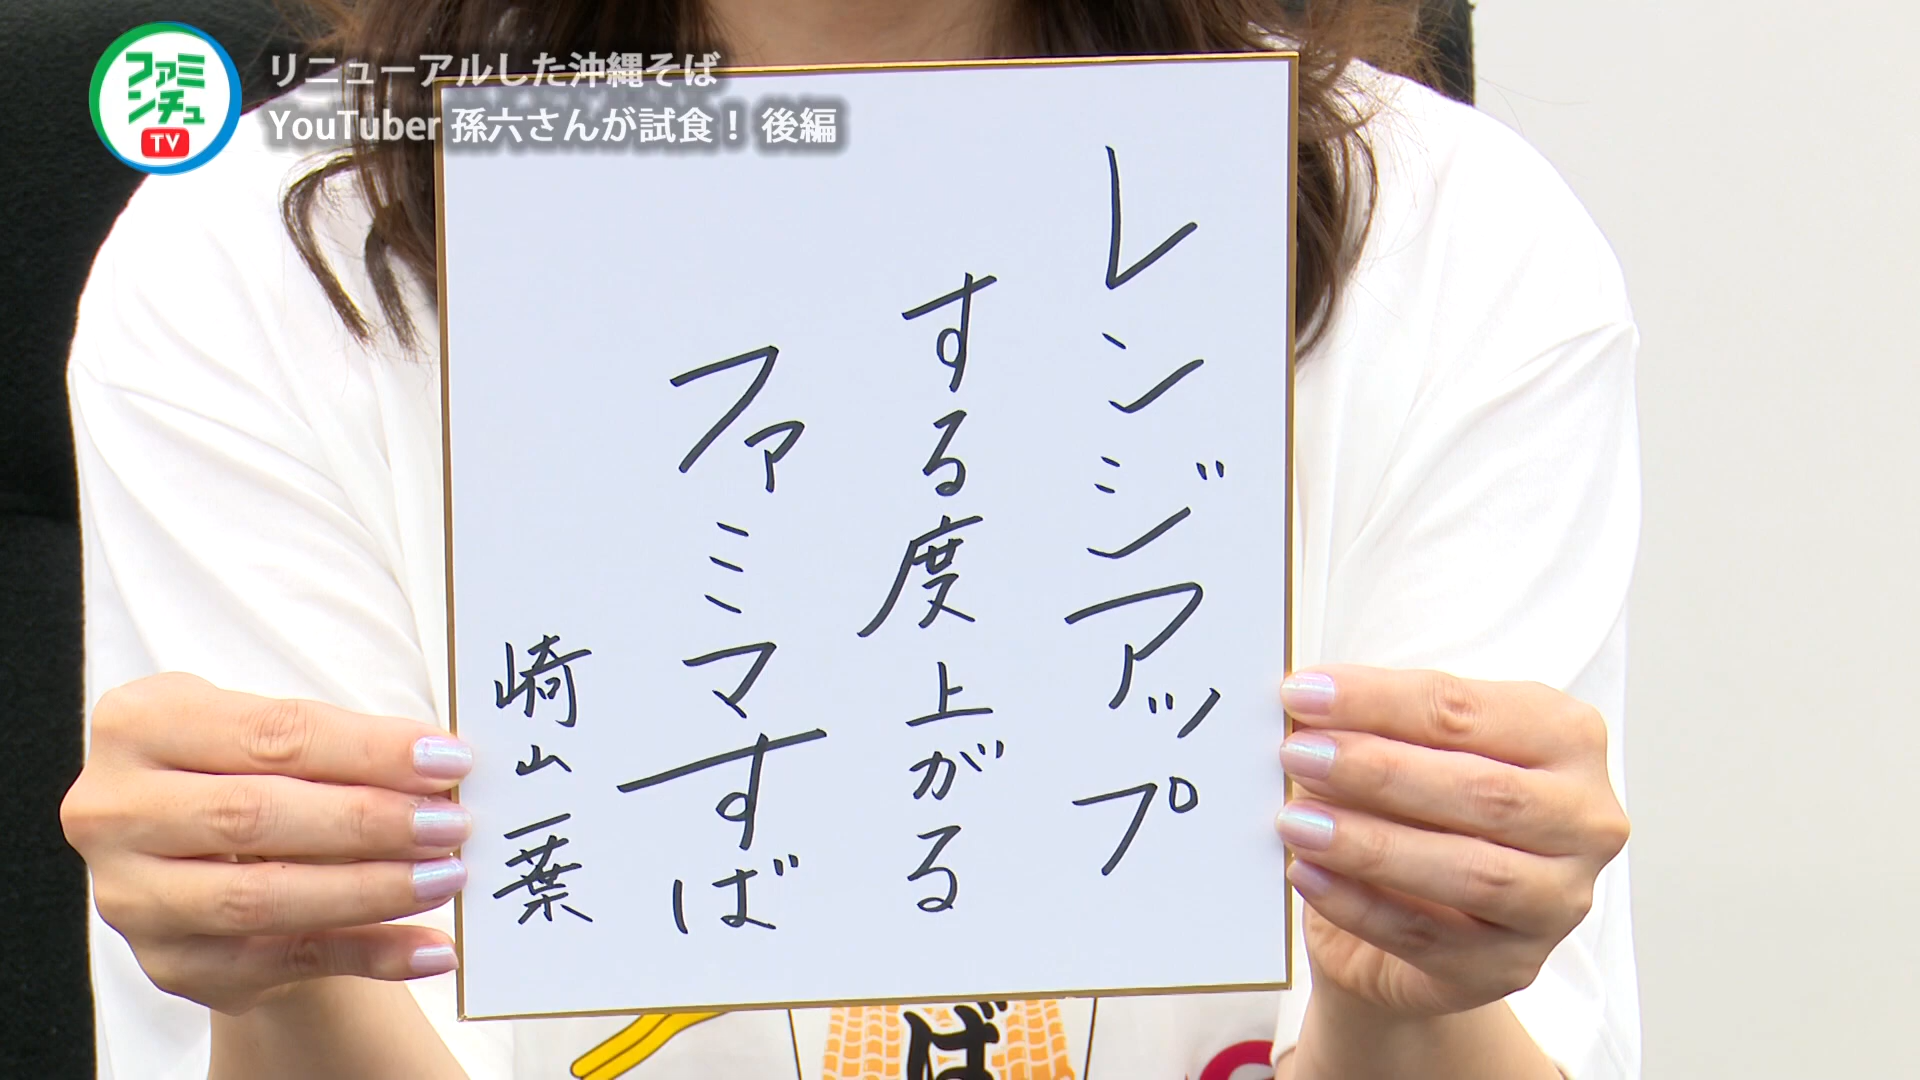 ファミ
ンチュ
TV
リニューアルした沖縄そば
YouTuber 孫六さんが試食！ 後編
レンジアップ
する度上がる
ファミマすば
崎山一葉
ば